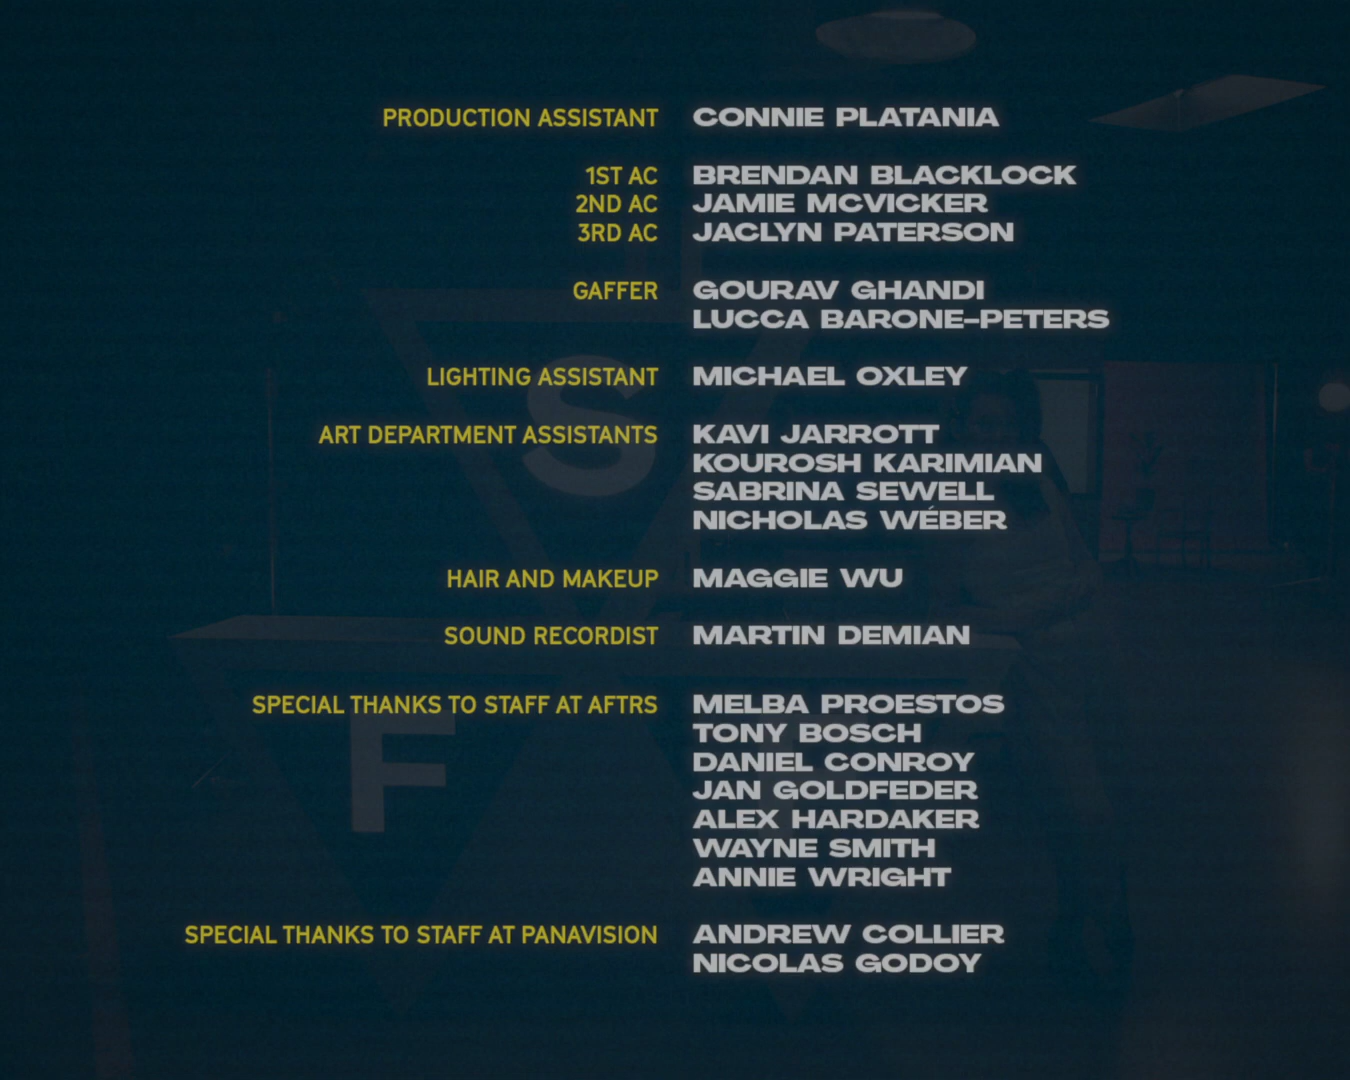 PRODUCTION ASSISTANT CONNIE PLATANIA
1ST AC BRENDAN BLACKLOCK
2ND AC JAMIE MCVICKER
3RD AC JACLYN PATERSON
GAFFER GOURAV GHANDI
LUCCA BARONE-PETERS
LIGHTING ASSISTANT MICHAEL OXLEY
ART DEPARTMENT ASSISTANTS KAVI JARROTT
KOUROSH KARIMIAN
SABRINA SEWELL
NICHOLAS WÉBER
HAIR AND MAKEUP MAGGIE WU
SOUND RECORDIST MARTIN DEMIAN
SPECIAL THANKS TO STAFF AT AFTRS MELBA PROESTOS
TONY BOSCH
DANIEL CONROY
JAN GOLDFEDER
ALEX HARDAKER
WAYNE SMITH
ANNIE WRIGHT
SPECIAL THANKS TO STAFF AT PANAVISION ANDREW COLLIER
NICOLAS GODOY
S
F